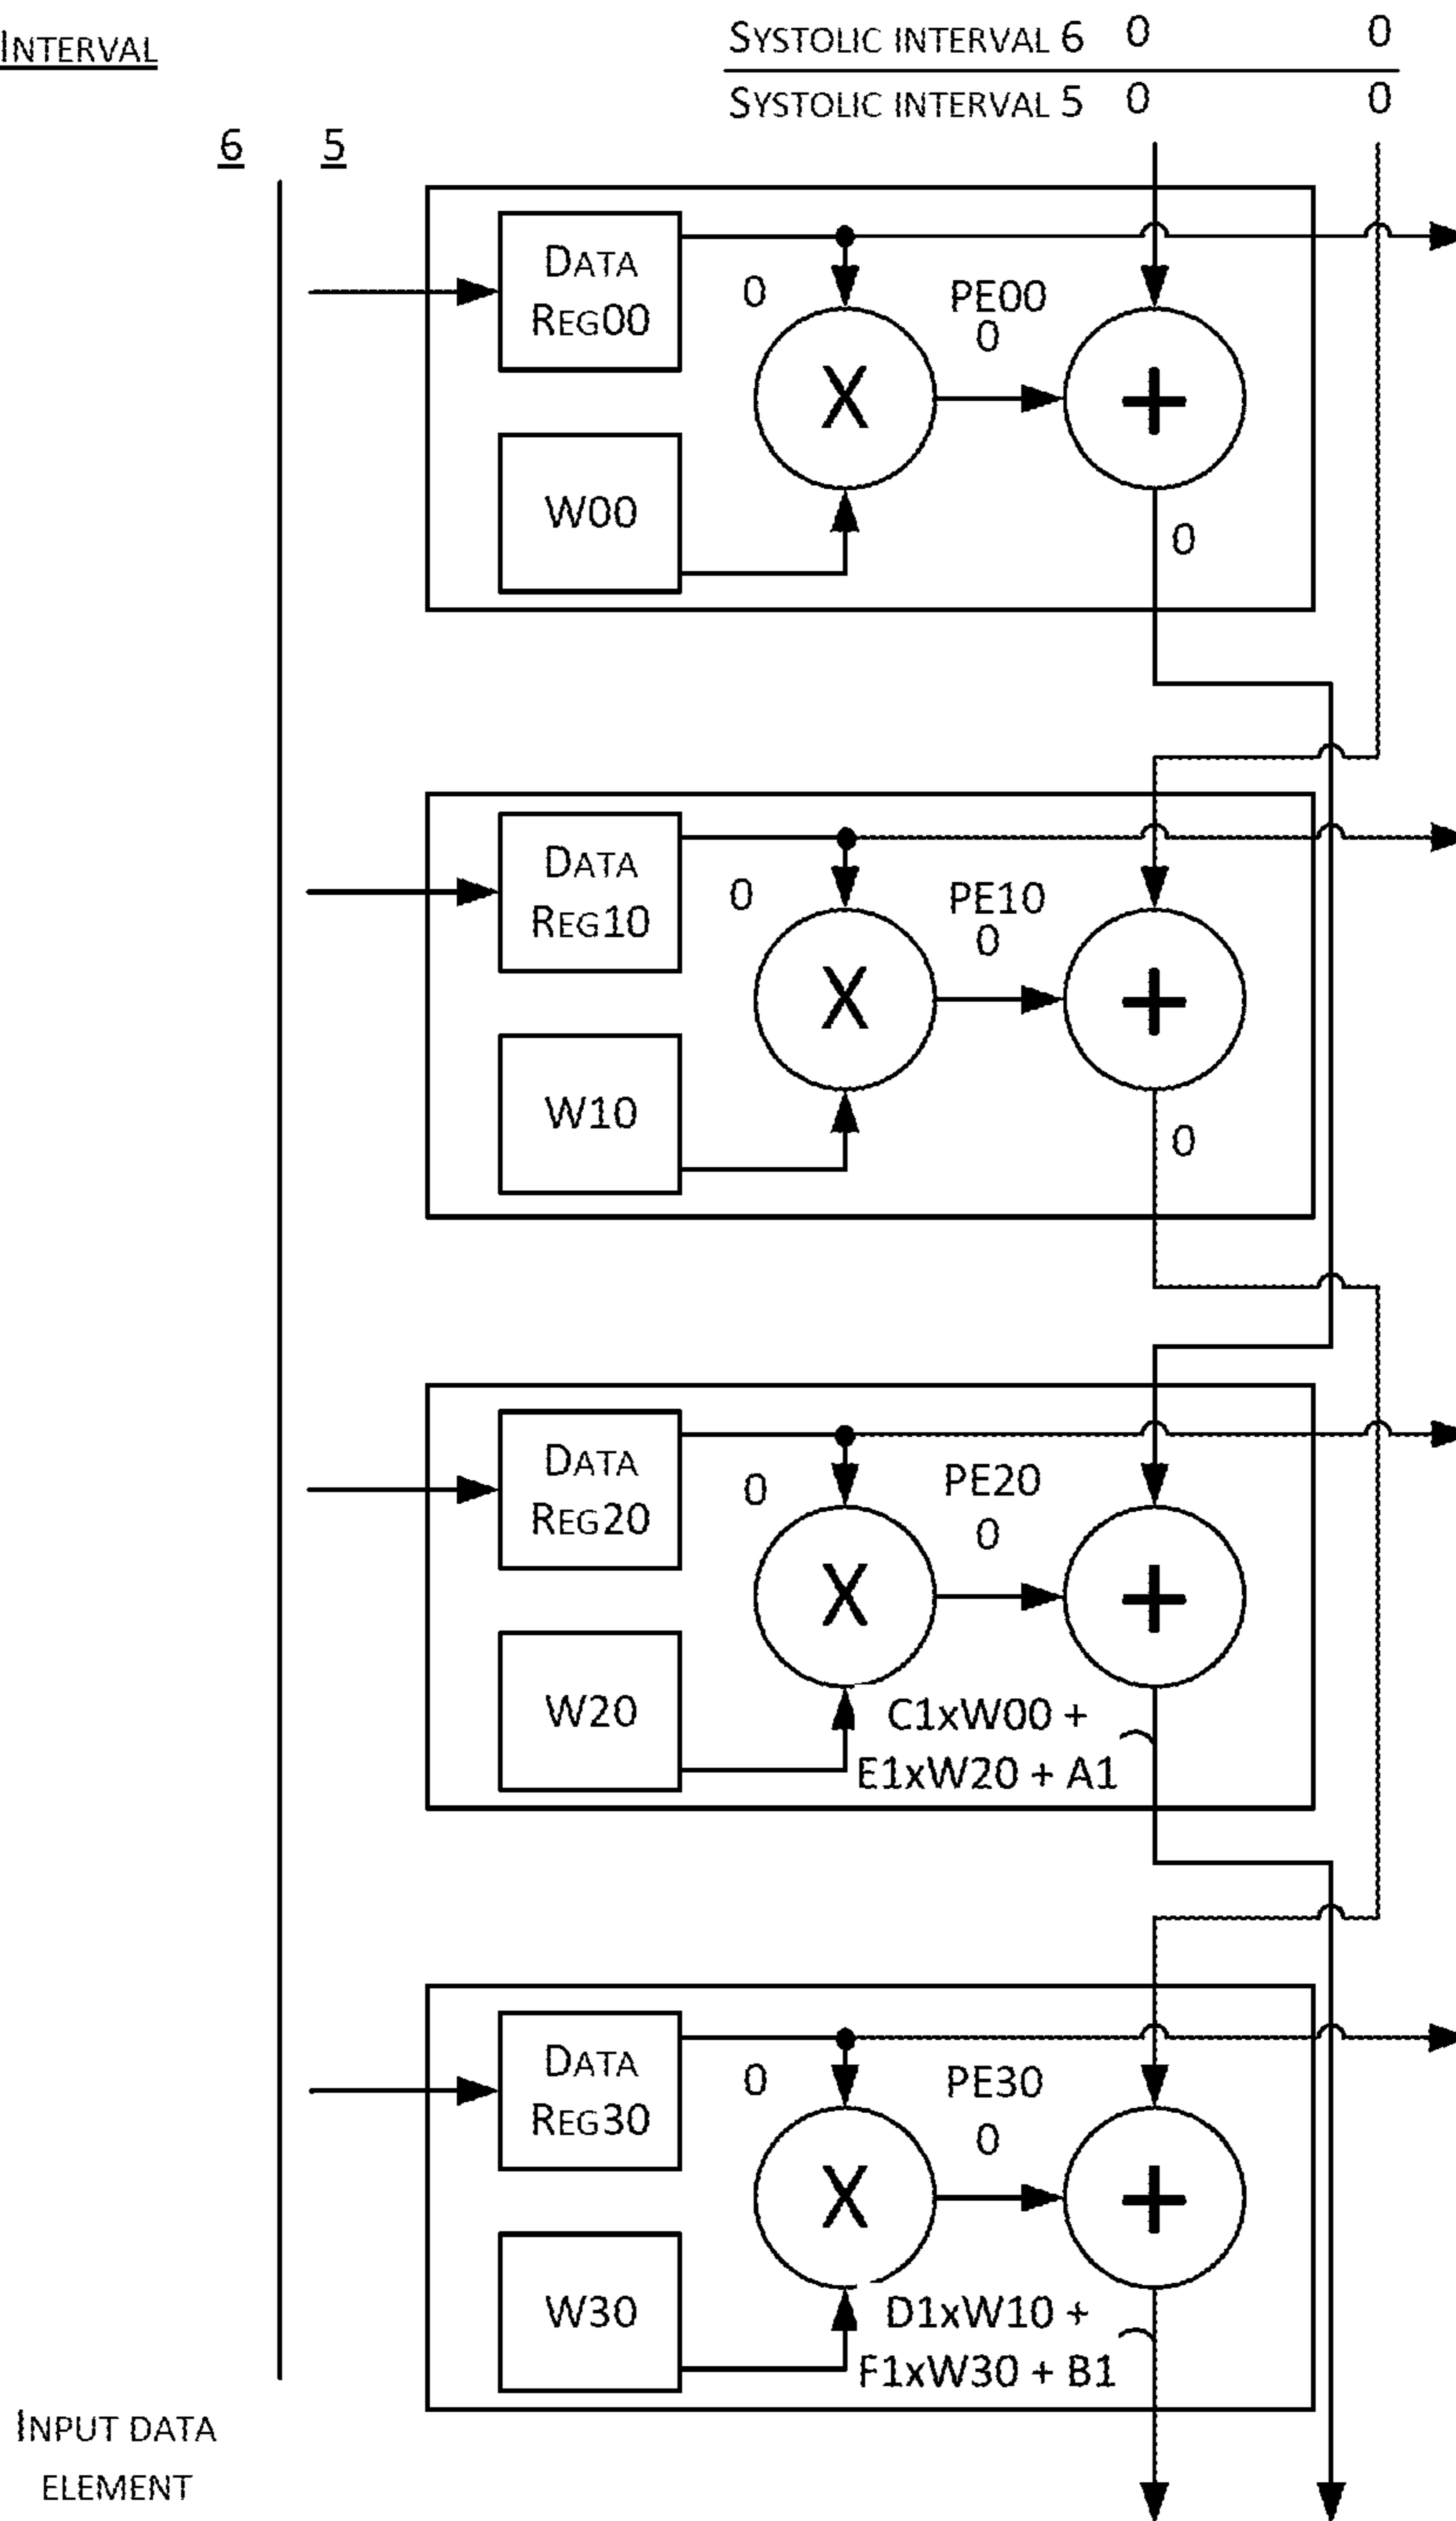 INTERVAL
SYSTOLIC INTERVAL 6 0 0
SYSTOLIC INTERVAL 5 0 0
6 5
DATA
REG00
0
PE00
0
X
+
W00
0
DATA
REG10
0
PE10
0
X
+
W10
0
DATA
REG20
0
PE20
0
X
+
W20
C1xW00 +
E1xW20 + A1
DATA
REG30
0
PE30
0
X
+
W30
D1xW10 +
F1xW30 + B1
INPUT DATA
ELEMENT